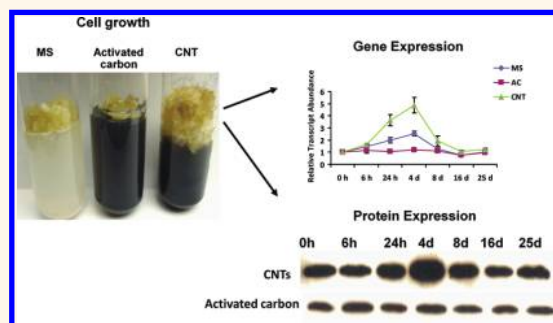 Cell growth
MS
Activated carbon
CNT
Gene Expression
Relative Transcript Abundance
6
5
4
3
2
1
0
0 h 6 h 24 h 4 d 8 d 16 d 25 d
MS
AC
CNT
Protein Expression
0h 6h 24h 4d 8d 16d 25d
CNTs
Activated carbon